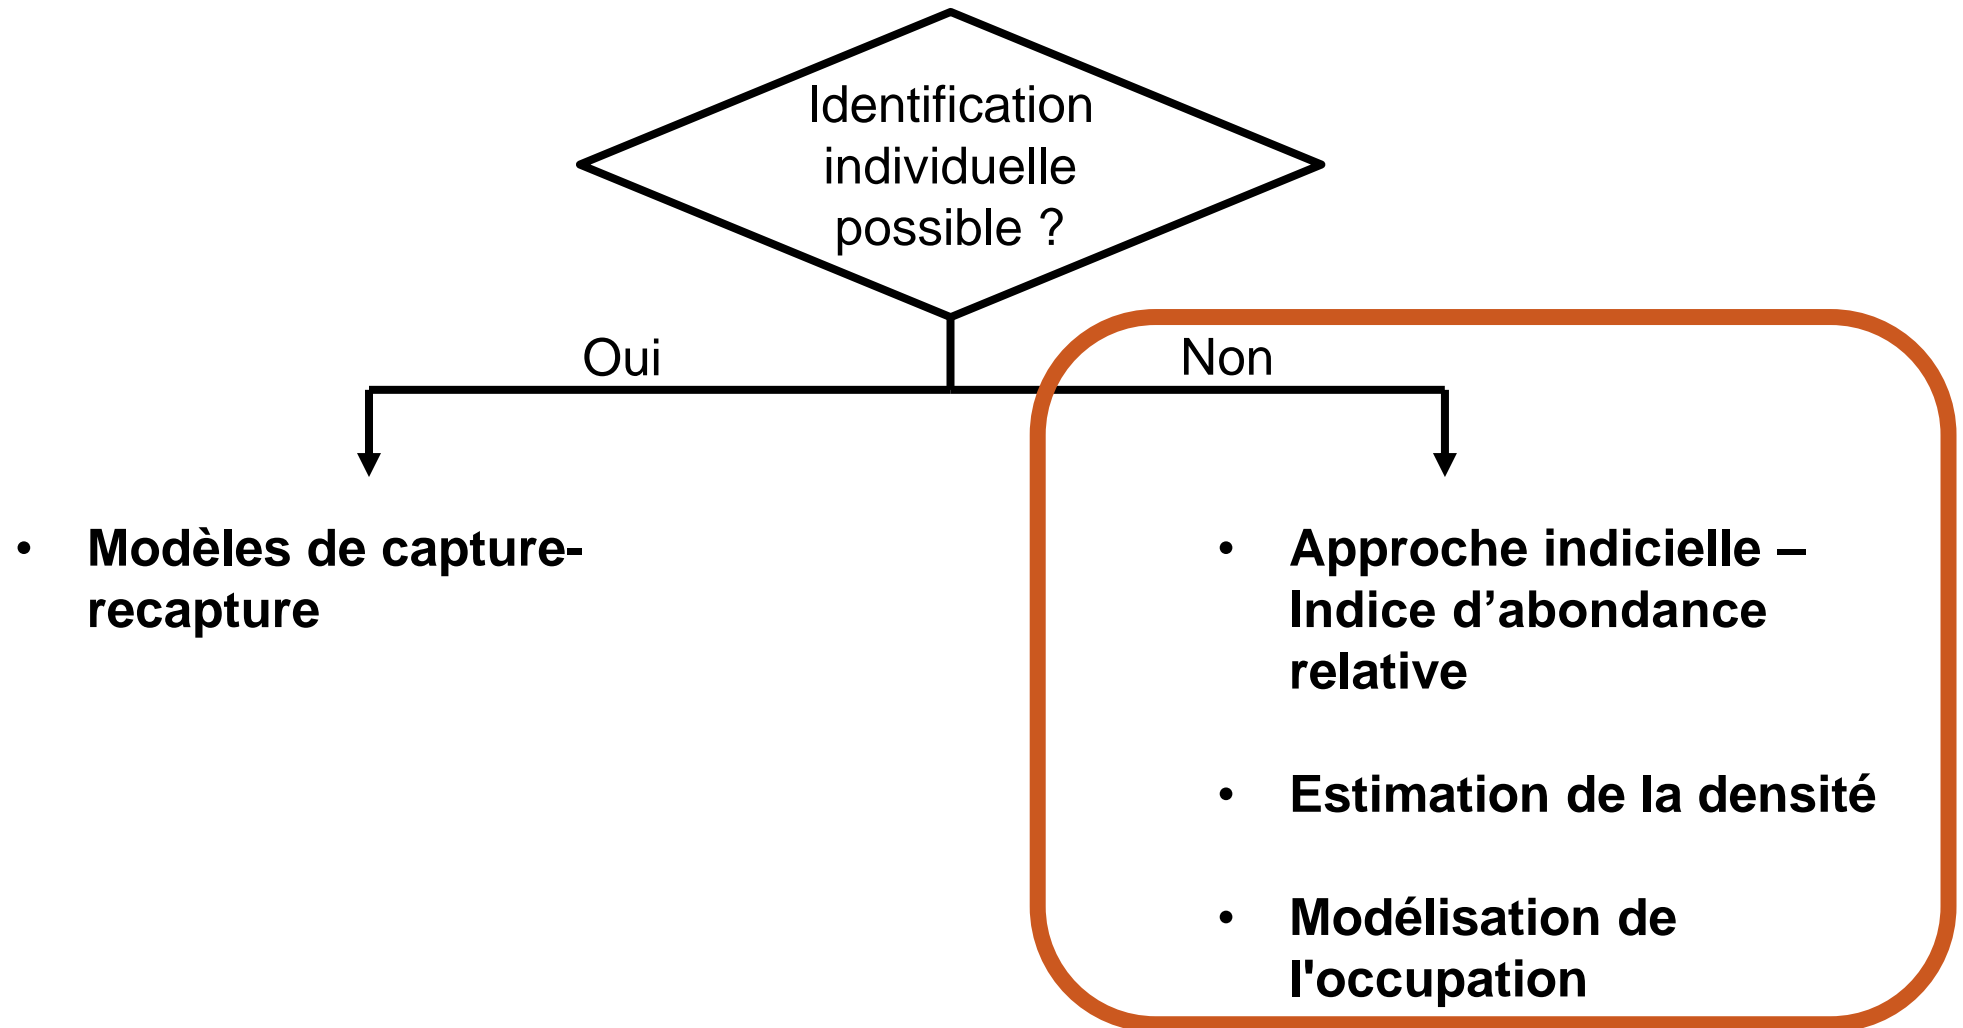 Identification
individuelle
possible ?
Oui
Non
• Modèles de capture-
recapture
• Approche indicielle –
Indice d’abondance
relative
• Estimation de la densité
• Modélisation de
l'occupation